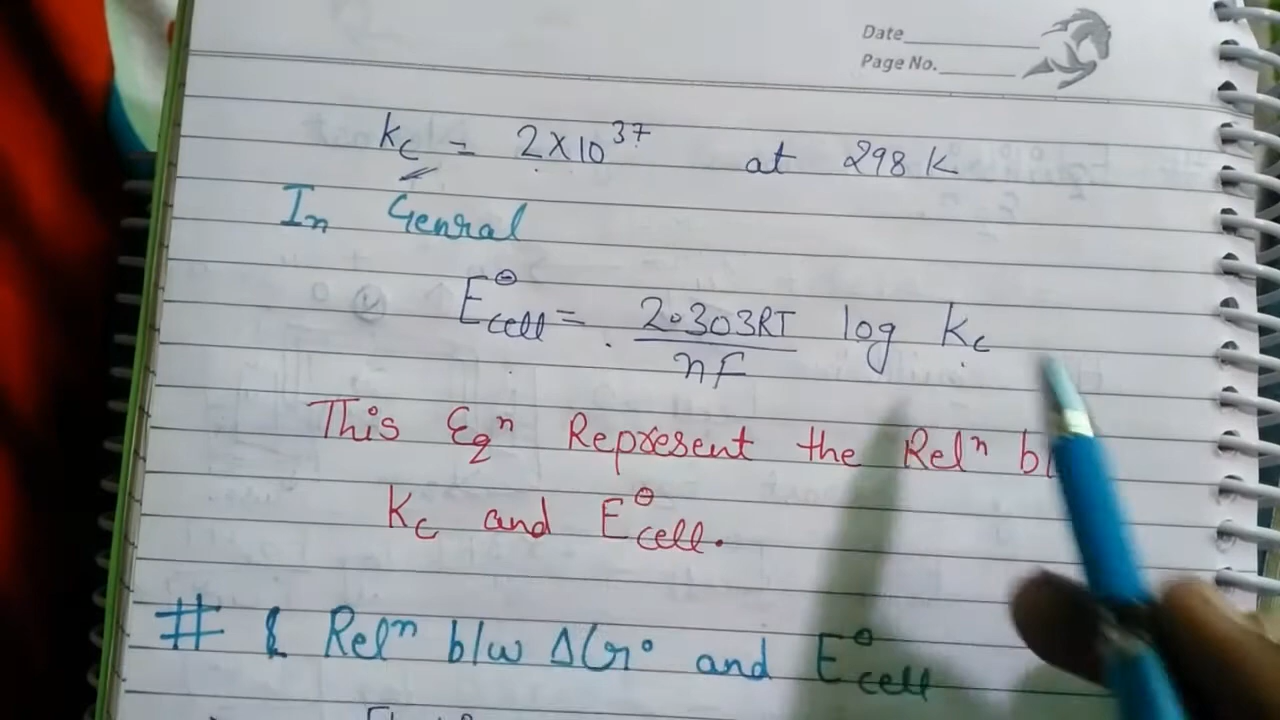 Date
Page No.
Kc = 2×10³⁷ at 298 K
In Genral
E⊖cell = 2.303RT/nF log Kc
This Eqⁿ Represent the Relⁿ
Kc and E⊖cell.
# Relⁿ b/w ΔG° and E⊖cell